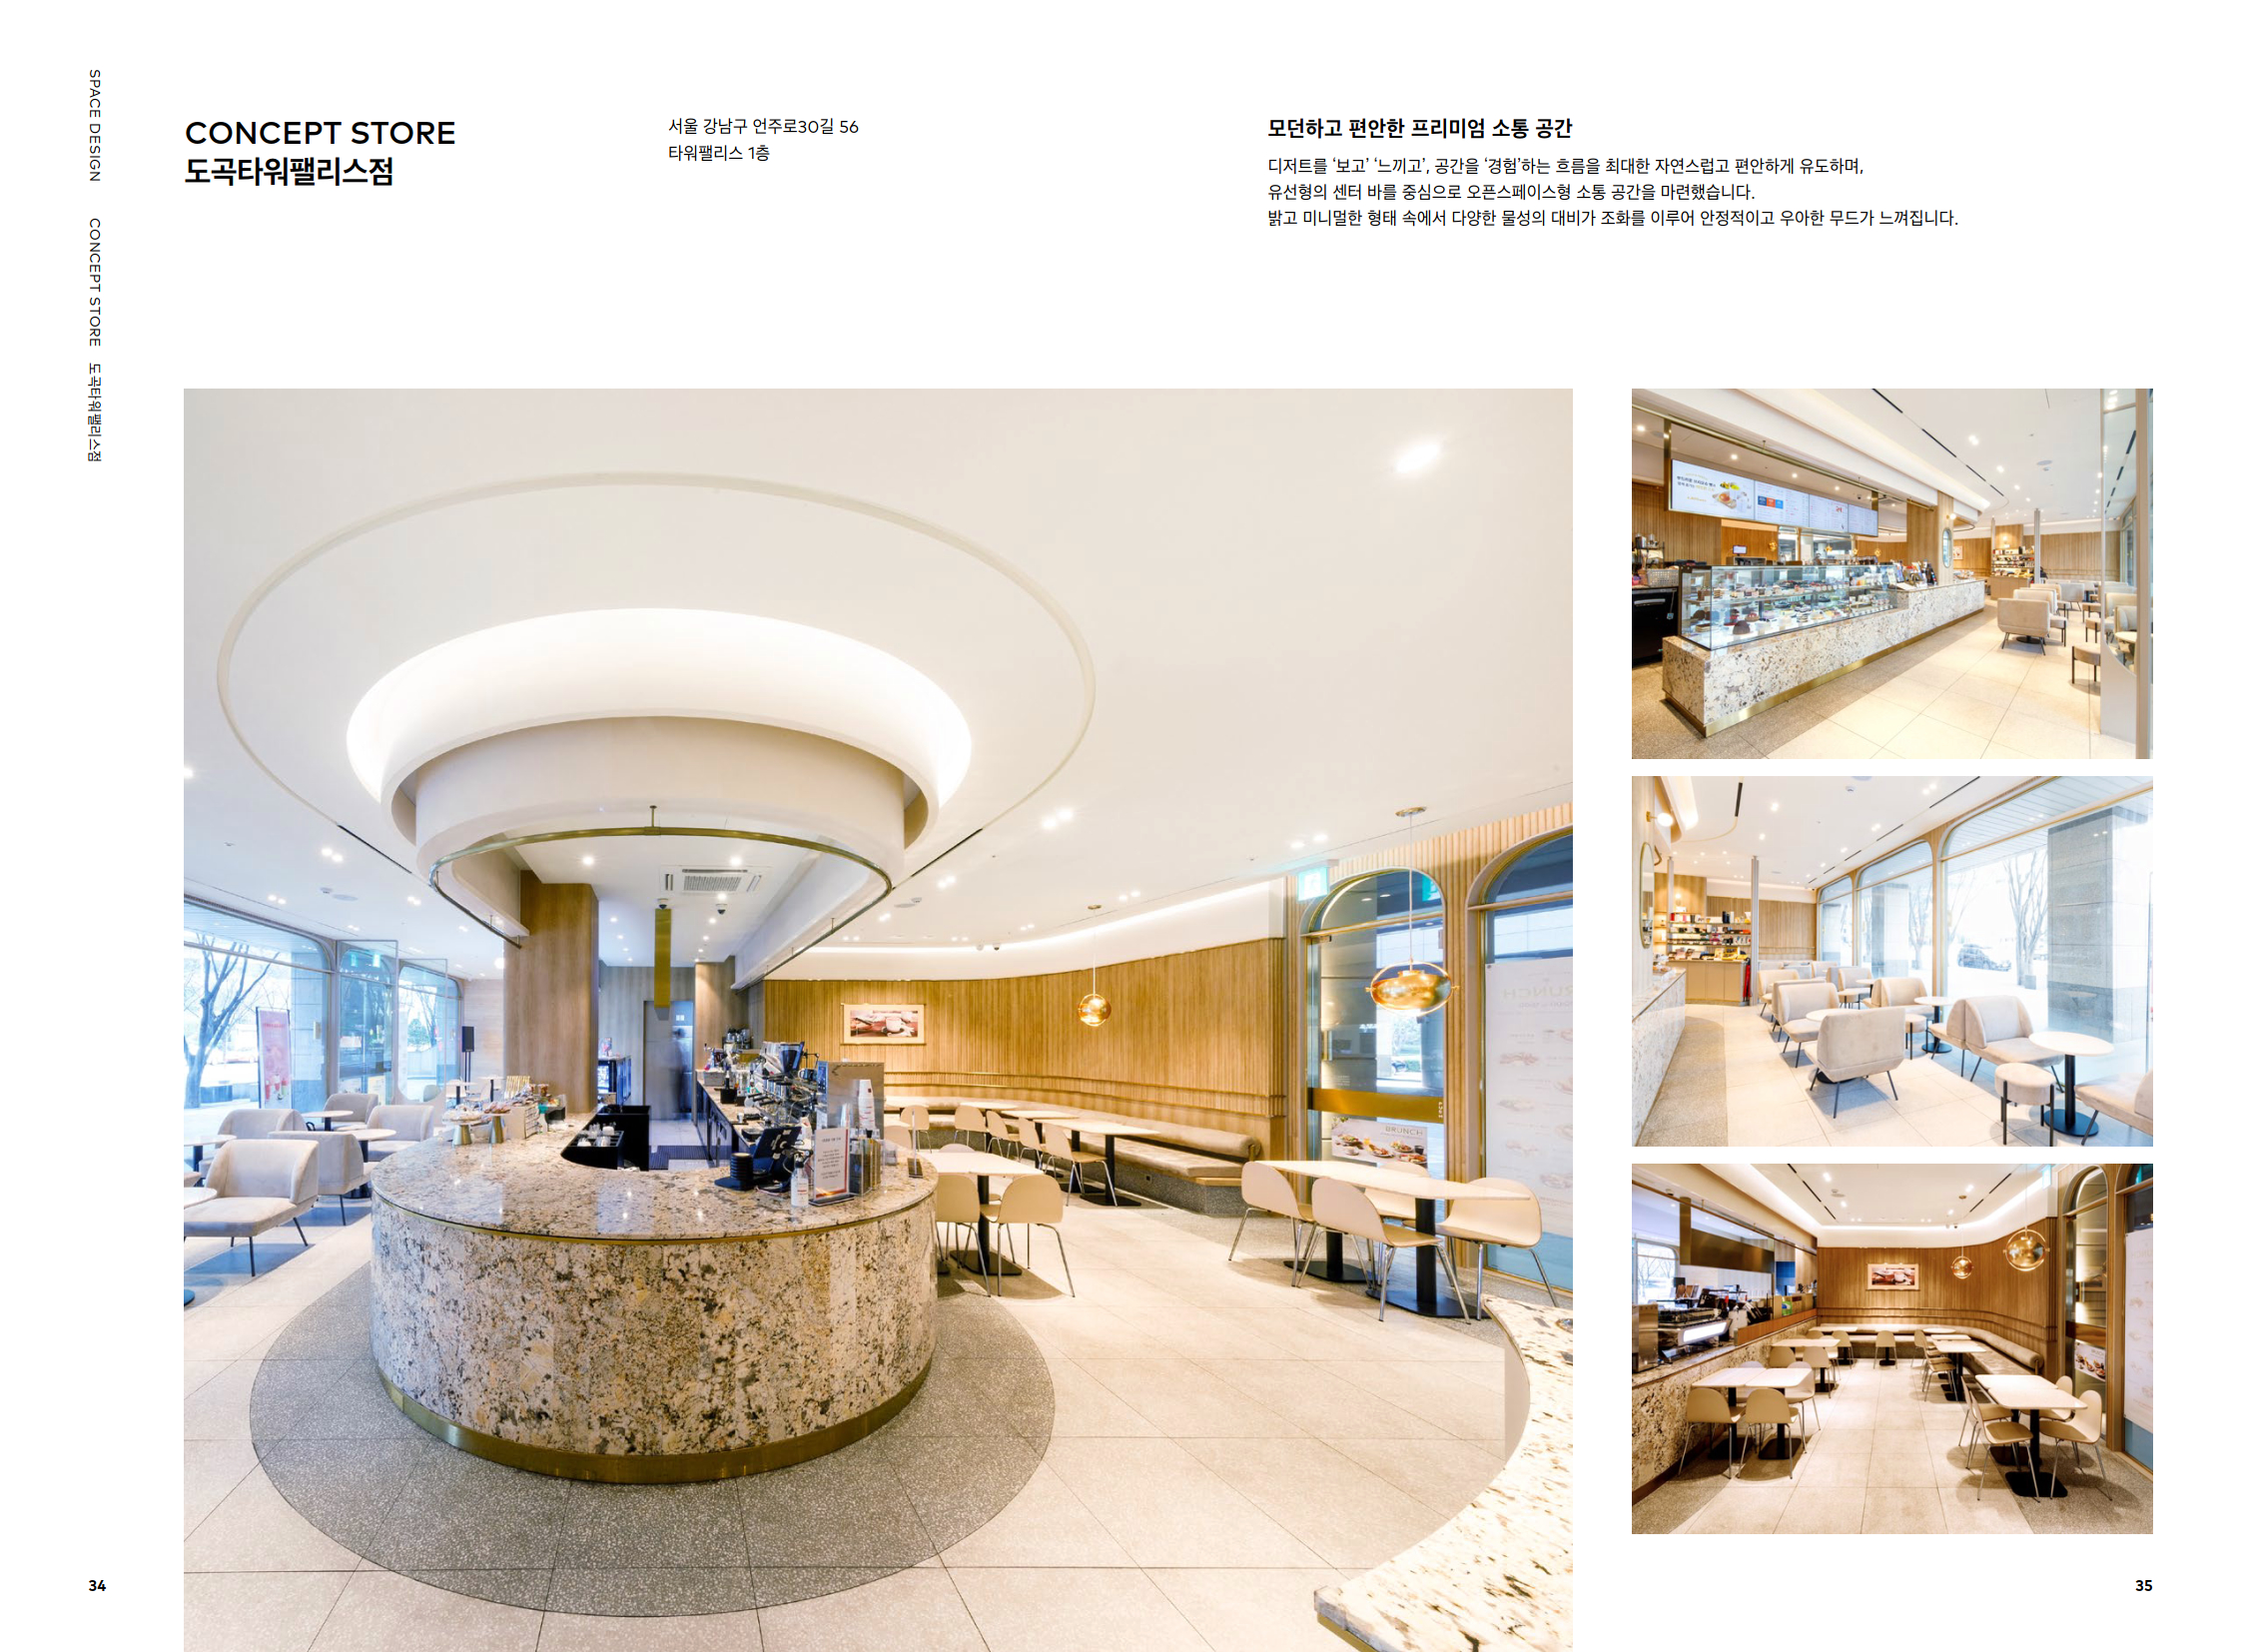 SPACE DESIGN
CONCEPT STORE 도곡타워팰리스점
CONCEPT STORE
도곡타워팰리스점
서울 강남구 언주로30길 56
타워팰리스 1층
모던하고 편안한 프리미엄 소통 공간
디저트를 ‘보고’ ‘느끼고’, 공간을 ‘경험’하는 흐름을 최대한 자연스럽고 편안하게 유도하며,
유선형의 센터 바를 중심으로 오픈스페이스형 소통 공간을 마련했습니다.
밝고 미니멀한 형태 속에서 다양한 물성의 대비가 조화를 이루어 안정적이고 우아한 무드가 느껴집니다.
BRUNCH
34
35